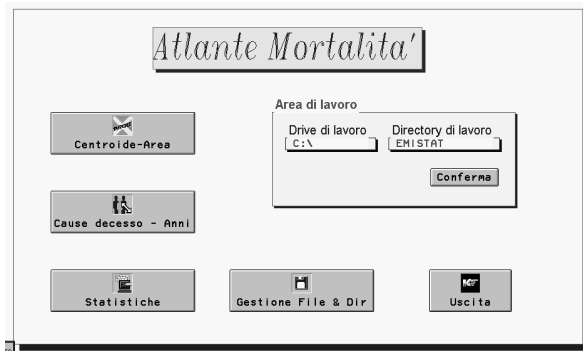 Atlante Mortalita'
Area di lavoro
Drive di lavoro Directory di lavoro
C:\ EMISTAT
Conferma
Centroide-Area
Cause decesso - Anni
Statistiche
Gestione File & Dir
Uscita